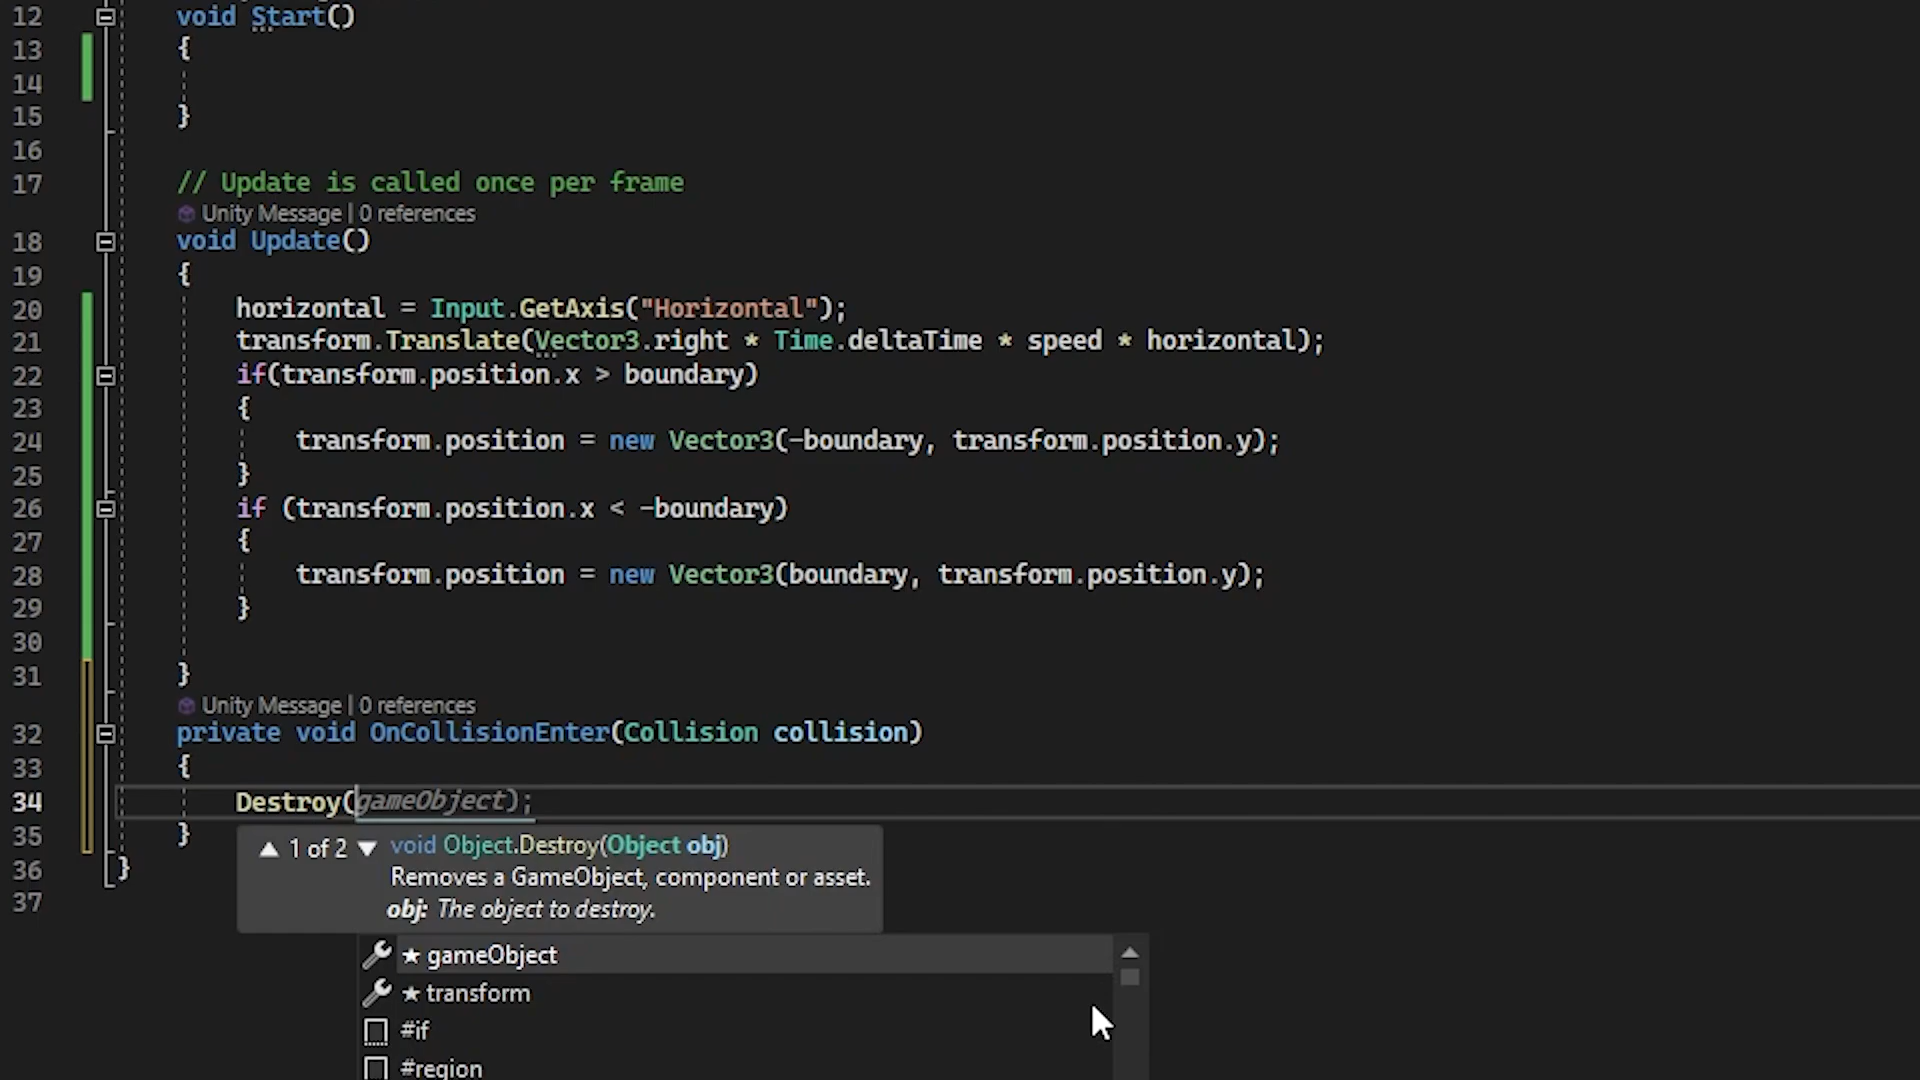 12 void Start()
13 {
14
15 }
16
17 // Update is called once per frame
Unity Message | 0 references
18 void Update()
19 {
20 horizontal = Input.GetAxis("Horizontal");
21 transform.Translate(Vector3.right * Time.deltaTime * speed * horizontal);
22 if(transform.position.x > boundary)
23 {
24 transform.position = new Vector3(-boundary, transform.position.y);
25 }
26 if (transform.position.x < -boundary)
27 {
28 transform.position = new Vector3(boundary, transform.position.y);
29 }
30
31 }
Unity Message | 0 references
32 private void OnCollisionEnter(Collision collision)
33 {
34 Destroy(gameObject);
35 }
▲ 1 of 2 ▼ void Object.Destroy(Object obj)
36 }
Removes a GameObject, component or asset.
37
obj: The object to destroy.
★ gameObject
★ transform
#if
#region